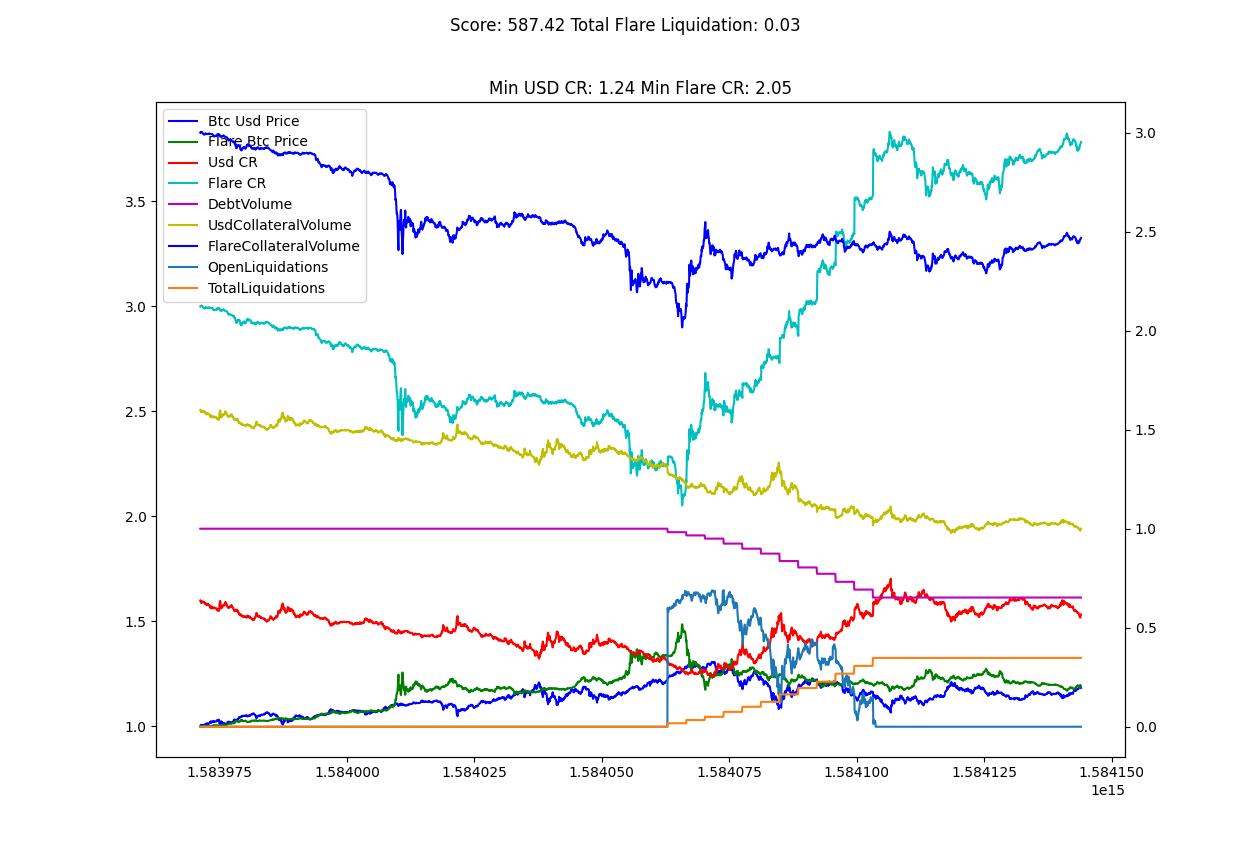 Score: 587.42 Total Flare Liquidation: 0.03
Min USD CR: 1.24 Min Flare CR: 2.05
Btc Usd Price
Flare Btc Price
Usd CR
Flare CR
DebtVolume
UsdCollateralVolume
FlareCollateralVolume
OpenLiquidations
TotalLiquidations
3.5
3.0
2.5
2.0
1.5
1.0
3.0
2.5
2.0
1.5
1.0
0.5
0.0
1.583975 1.584000 1.584025 1.584050 1.584075 1.584100 1.584125 1.584150
1e15